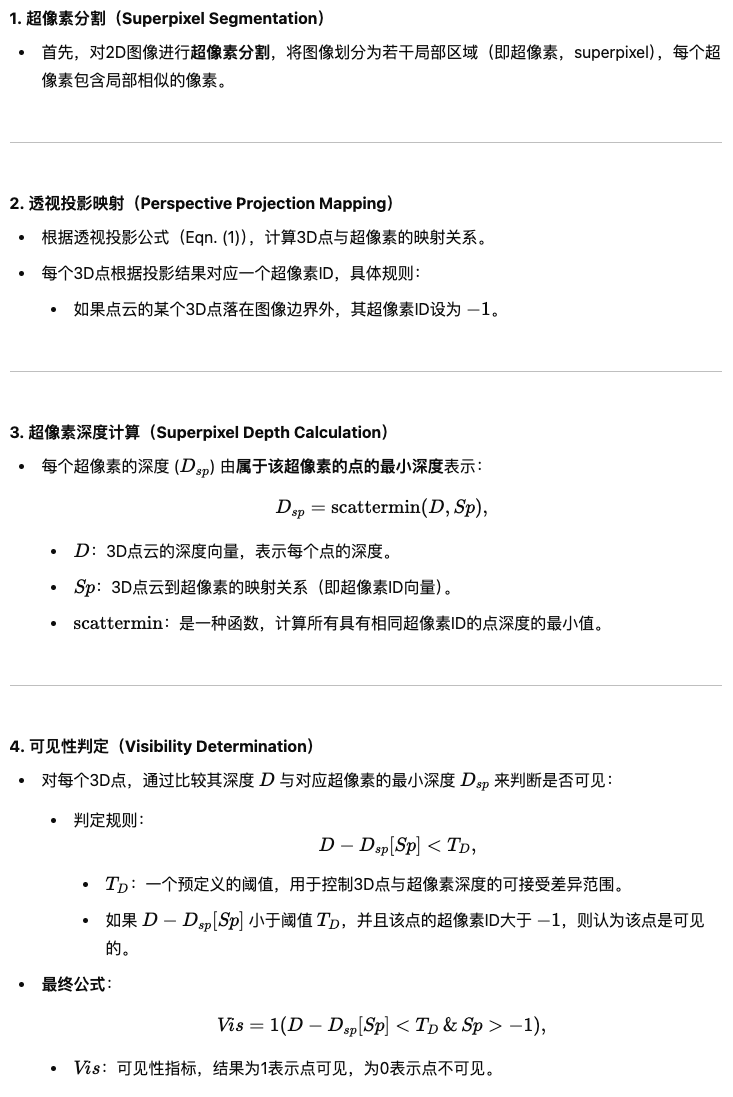 1. 超像素分割（Superpixel Segmentation）
• 首先，对2D图像进行超像素分割，将图像划分为若干局部区域（即超像素，superpixel），每个超
像素包含局部相似的像素。
2. 透视投影映射（Perspective Projection Mapping）
• 根据透视投影公式（Eqn. (1)），计算3D点与超像素的映射关系。
• 每个3D点根据投影结果对应一个超像素ID，具体规则：
• 如果点云的某个3D点落在图像边界外，其超像素ID设为 −1。
3. 超像素深度计算（Superpixel Depth Calculation）
• 每个超像素的深度 (D_{sp}) 由属于该超像素的点的最小深度表示：
D_{sp} = scattermin(D, Sp),
• D：3D点云的深度向量，表示每个点的深度。
• Sp：3D点云到超像素的映射关系（即超像素ID向量）。
• scattermin：是一种函数，计算所有具有相同超像素ID的点深度的最小值。
4. 可见性判定（Visibility Determination）
• 对每个3D点，通过比较其深度 D 与对应超像素的最小深度 D_{sp} 来判断是否可见：
• 判定规则：
D − D_{sp}[Sp] < T_D,
• T_D：一个预定义的阈值，用于控制3D点与超像素深度的可接受差异范围。
• 如果 D − D_{sp}[Sp] 小于阈值 T_D，并且该点的超像素ID大于 −1，则认为该点是可见
的。
• 最终公式：
Vis = 1(D − D_{sp}[Sp] < T_D & Sp > −1),
• Vis：可见性指标，结果为1表示点可见，为0表示点不可见。